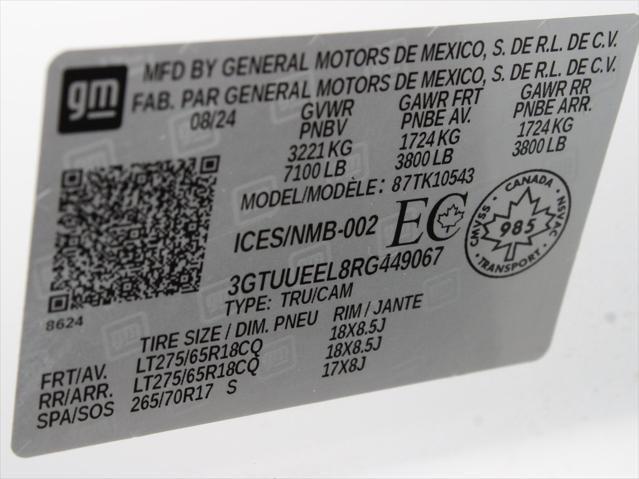 gm
MFD BY GENERAL MOTORS DE MEXICO, S. DE R.L. DE C.V.
FAB. PAR GENERAL MOTORS DE MEXICO, S. DE R.L. DE C.V.
08/24 GVWR GAWR FRT GAWR RR
PNBV PNBE AV. PNBE ARR.
3221 KG 1724 KG 1724 KG
7100 LB 3800 LB 3800 LB
MODEL/MODÈLE: 87TK10543
ICES/NMB-002 EC
CANADA
CMVSS NSVAC
985
TRANSPORT
3GTUUEEL8RG449067
TYPE: TRU/CAM
8624
TIRE SIZE / DIM. PNEU RIM / JANTE
FRT/AV. LT275/65R18CQ 18X8.5J
RR/ARR. LT275/65R18CQ 18X8.5J
SPA/SOS 265/70R17 S 17X8J